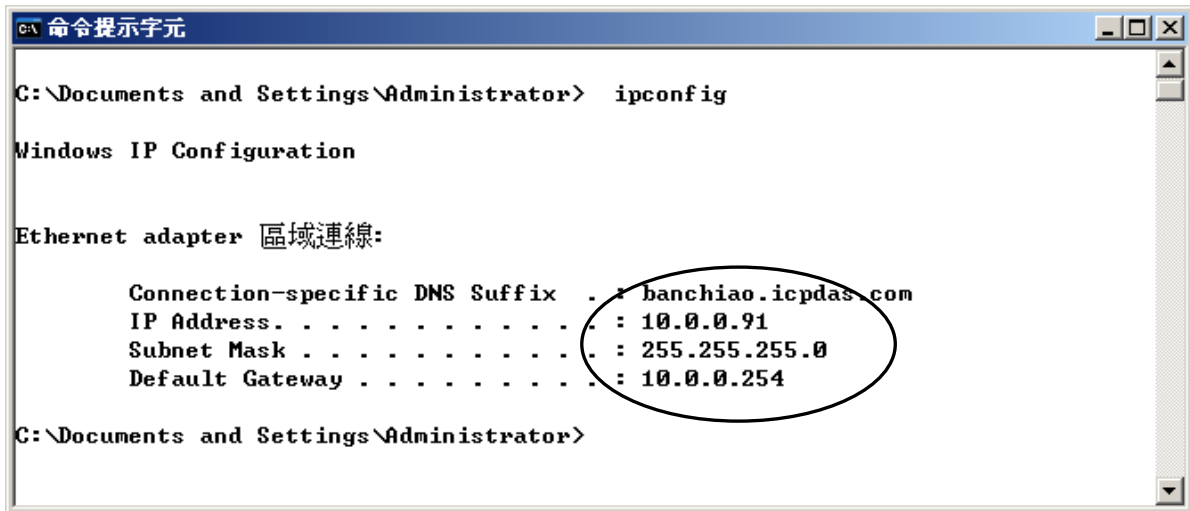 命令提示字元
C:\Documents and Settings\Administrator>  ipconfig
Windows IP Configuration
Ethernet adapter 區域連線:
Connection-specific DNS Suffix  . : banchiao.icpdas.com
IP Address. . . . . . . . . . . . : 10.0.0.91
Subnet Mask . . . . . . . . . . . : 255.255.255.0
Default Gateway . . . . . . . . . : 10.0.0.254
C:\Documents and Settings\Administrator>